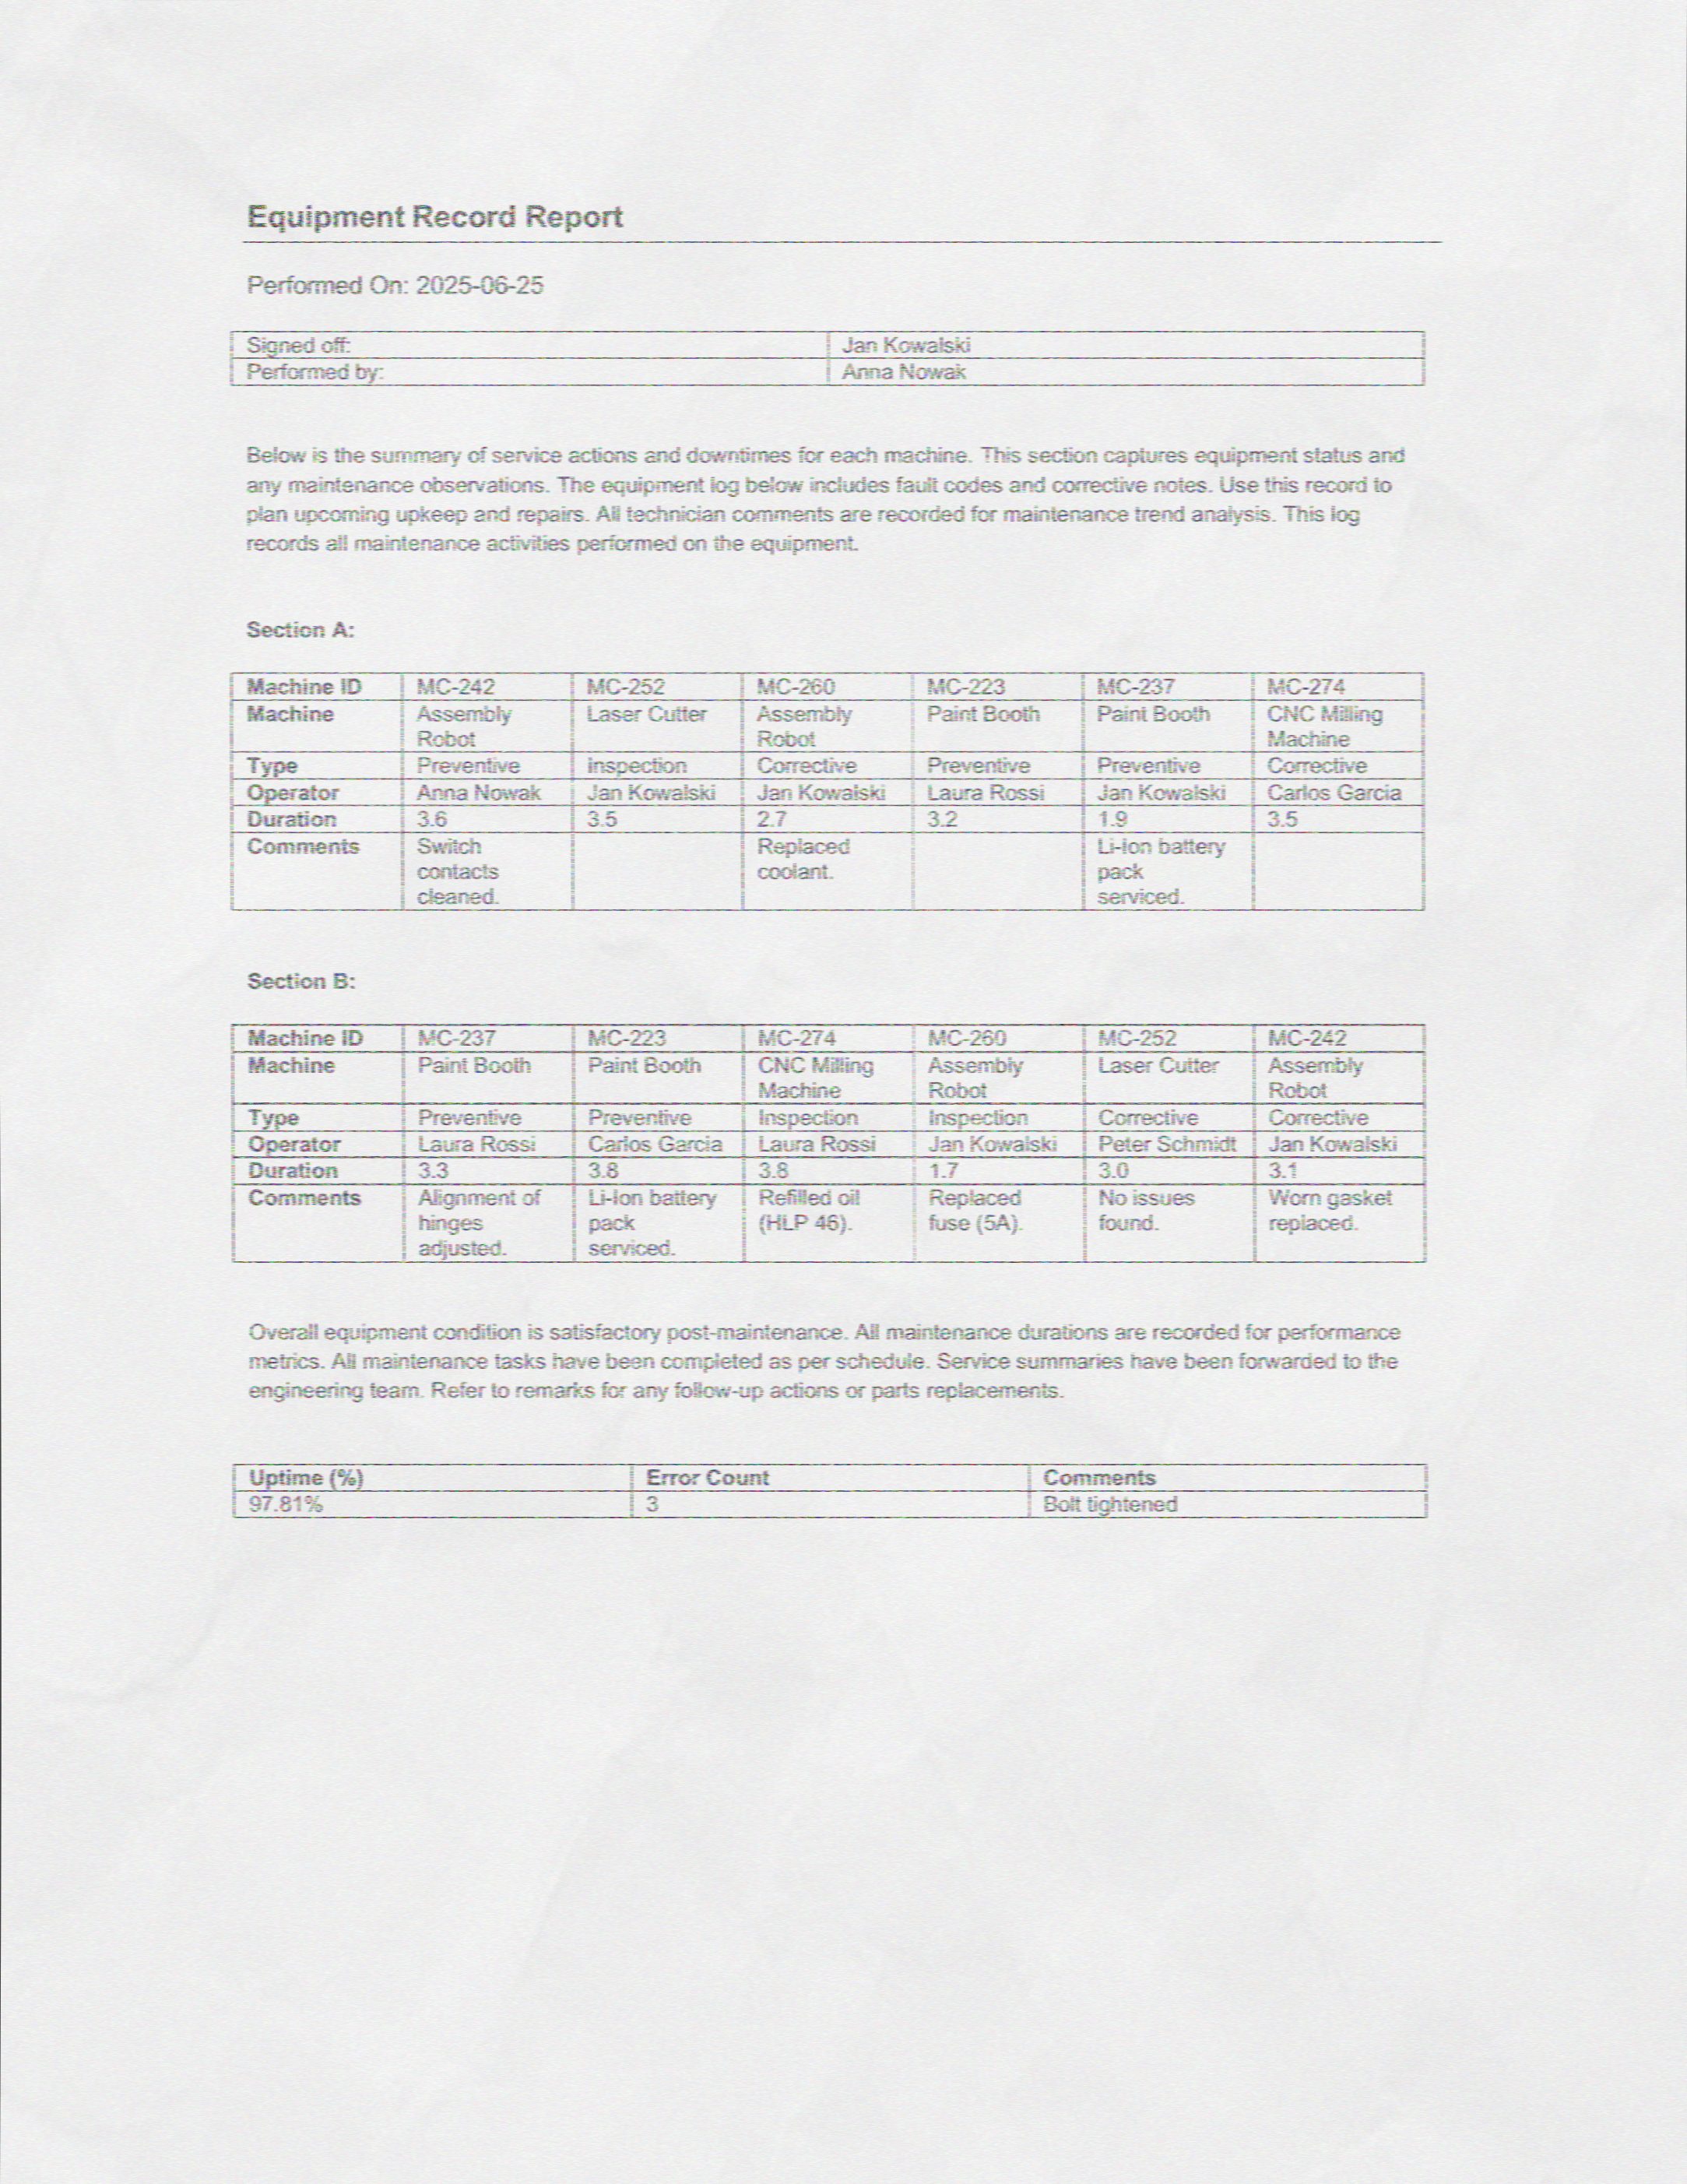 Equipment Record Report
Performed On: 2025-06-25
Signed off: Jan Kowalski
Performed by: Anna Nowak
Below is the summary of service actions and downtimes for each machine. This section captures equipment status and
any maintenance observations. The equipment log below includes fault codes and corrective notes. Use this record to
plan upcoming upkeep and repairs. All technician comments are recorded for maintenance trend analysis. This log
records all maintenance activities performed on the equipment.
Section A:
Machine ID MC-242 MC-252 MC-260 MC-223 MC-237 MC-274
Machine Assembly Laser Cutter Assembly Paint Booth Paint Booth CNC Milling
Robot Robot Machine
Type Preventive Inspection Corrective Preventive Preventive Corrective
Operator Anna Nowak Jan Kowalski Jan Kowalski Laura Rossi Jan Kowalski Carlos Garcia
Duration 3.6 3.5 2.7 3.2 1.9 3.5
Comments Switch Replaced Li-Ion battery
contacts coolant. pack
cleaned. serviced.
Section B:
Machine ID MC-237 MC-223 MC-274 MC-260 MC-252 MC-242
Machine Paint Booth Paint Booth CNC Milling Assembly Laser Cutter Assembly
Machine Robot Robot
Type Preventive Preventive Inspection Inspection Corrective Corrective
Operator Laura Rossi Carlos Garcia Laura Rossi Jan Kowalski Peter Schmidt Jan Kowalski
Duration 3.3 3.8 3.8 1.7 3.0 3.1
Comments Alignment of Li-Ion battery Refilled oil Replaced No issues Worn gasket
hinges pack (HLP 46). fuse (5A). found. replaced.
adjusted. serviced.
Overall equipment condition is satisfactory post-maintenance. All maintenance durations are recorded for performance
metrics. All maintenance tasks have been completed as per schedule. Service summaries have been forwarded to the
engineering team. Refer to remarks for any follow-up actions or parts replacements.
Uptime (%) Error Count Comments
97.81% 3 Bolt tightened